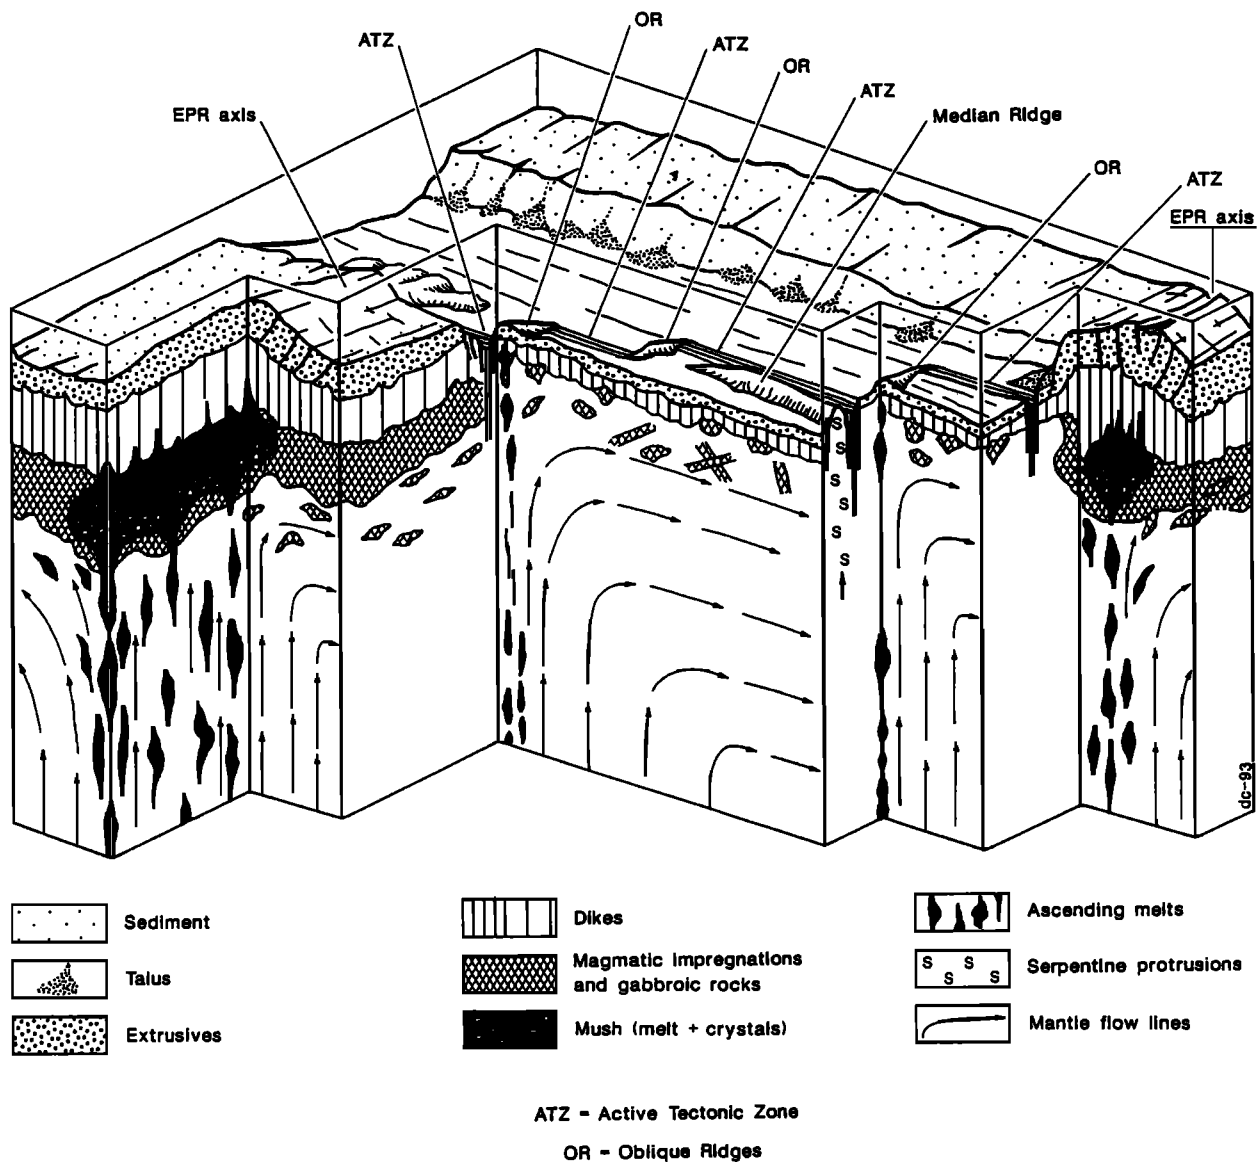 OR
ATZ
ATZ
OR
EPR axis
ATZ
Median Ridge
OR
ATZ
EPR axis
S
S
S
S
S
S
dc-93
Sediment
Talus
Extrusives
Dikes
Magmatic impregnations
and gabbroic rocks
Mush (melt + crystals)
Ascending melts
S S
S S
Serpentine protrusions
Mantle flow lines
ATZ = Active Tectonic Zone
OR = Oblique Ridges